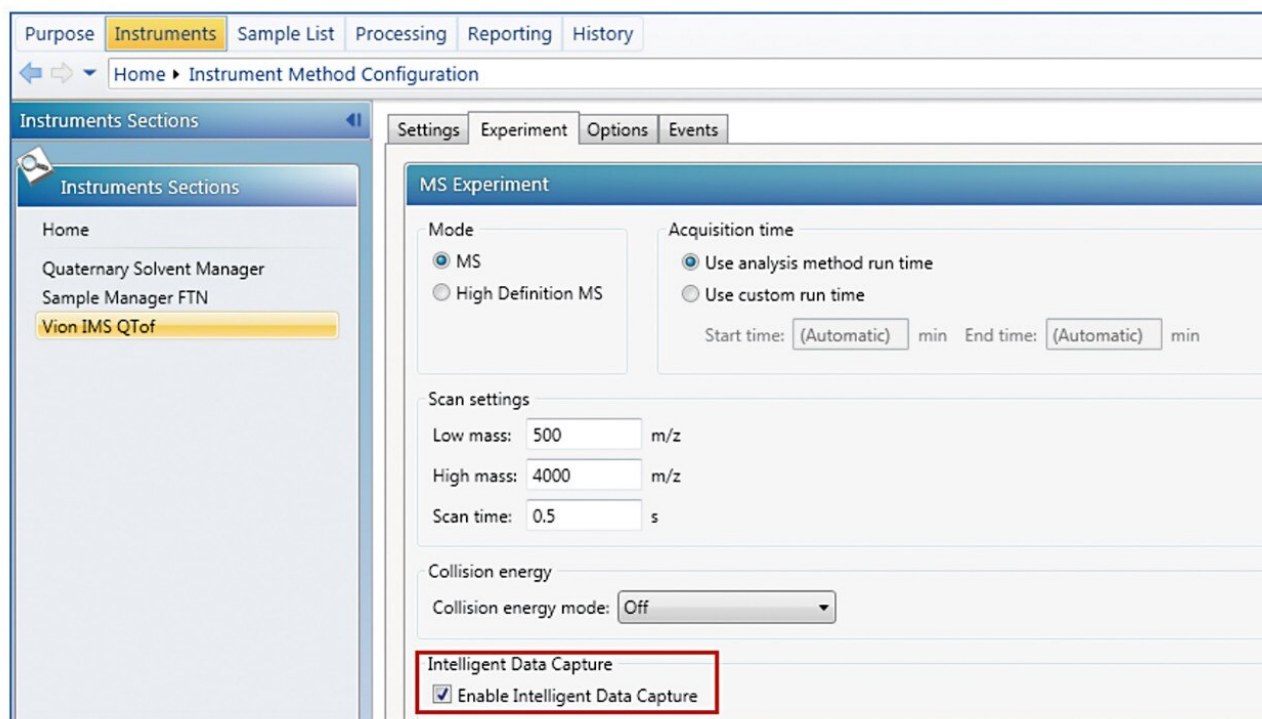 Purpose Instruments Sample List Processing Reporting History
Home ▸ Instrument Method Configuration
Instruments Sections
Instruments Sections
Home
Quaternary Solvent Manager
Sample Manager FTN
Vion IMS QTof
Settings Experiment Options Events
MS Experiment
Mode
MS
High Definition MS
Acquisition time
Use analysis method run time
Use custom run time
Start time: (Automatic) min End time: (Automatic) min
Scan settings
Low mass: 500 m/z
High mass: 4000 m/z
Scan time: 0.5 s
Collision energy
Collision energy mode: Off
Intelligent Data Capture
Enable Intelligent Data Capture